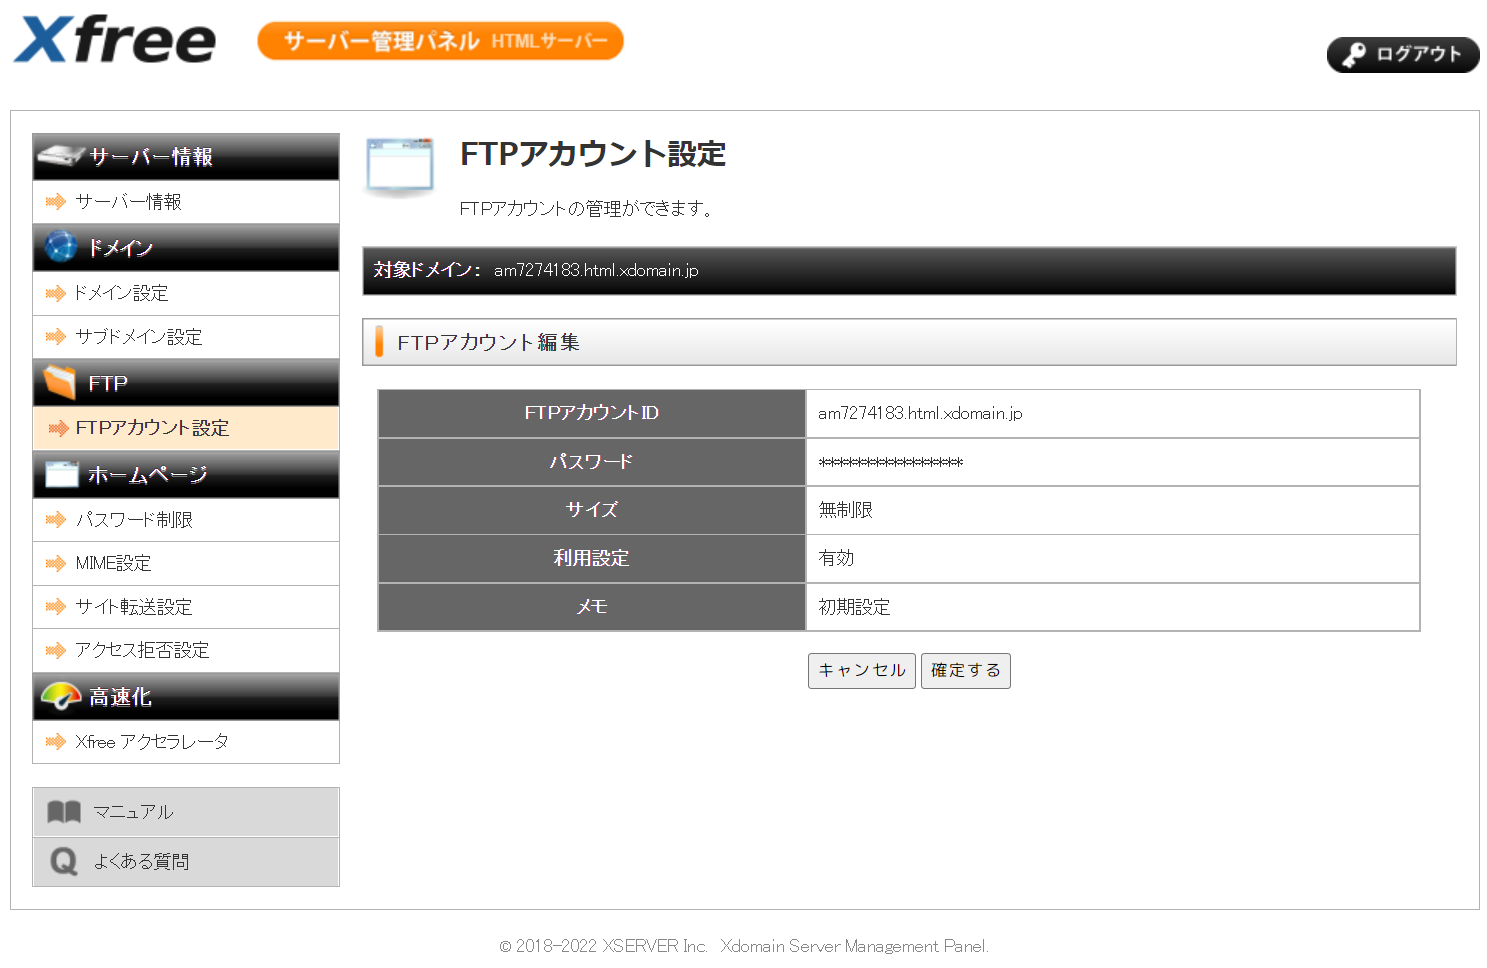 Xfree
サーバー管理パネル HTMLサーバー
ログアウト
サーバー情報
サーバー情報
ドメイン
ドメイン設定
サブドメイン設定
FTP
FTPアカウント設定
ホームページ
パスワード制限
MIME設定
サイト転送設定
アクセス拒否設定
高速化
Xfree アクセラレータ
マニュアル
よくある質問
FTPアカウント設定
FTPアカウントの管理ができます。
対象ドメイン： am7274183.html.xdomain.jp
FTPアカウント編集
FTPアカウントID am7274183.html.xdomain.jp
パスワード ****************
サイズ 無制限
利用設定 有効
メモ 初期設定
キャンセル 確定する
© 2018-2022 XSERVER Inc. Xdomain Server Management Panel.